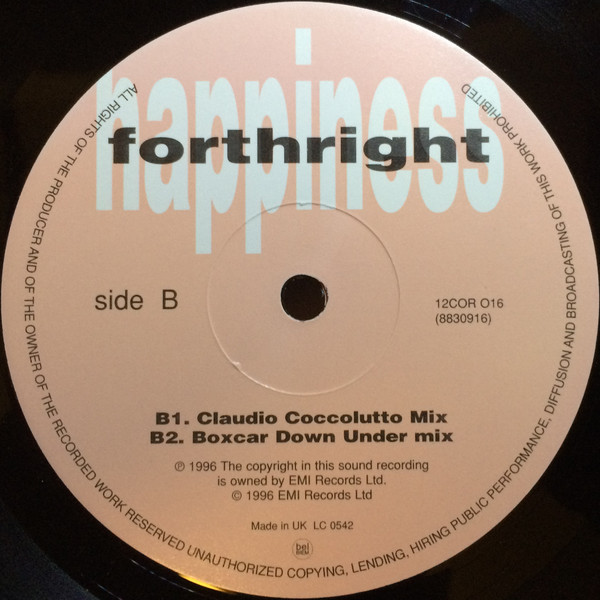 happiness
forthright
side B
12COR O16
(8830916)
B1. Claudio Coccolutto Mix
B2. Boxcar Down Under mix
℗ 1996 The copyright in this sound recording
is owned by EMI Records Ltd.
© 1996 EMI Records Ltd
Made in UK LC 0542
bel
ALL RIGHTS OF THE PRODUCER AND OF THE OWNER OF THE RECORDED WORK RESERVED UNAUTHORIZED COPYING, LENDING, HIRING PUBLIC PERFORMANCE, DIFFUSION AND BROADCASTING OF THIS WORK PROHIBITED